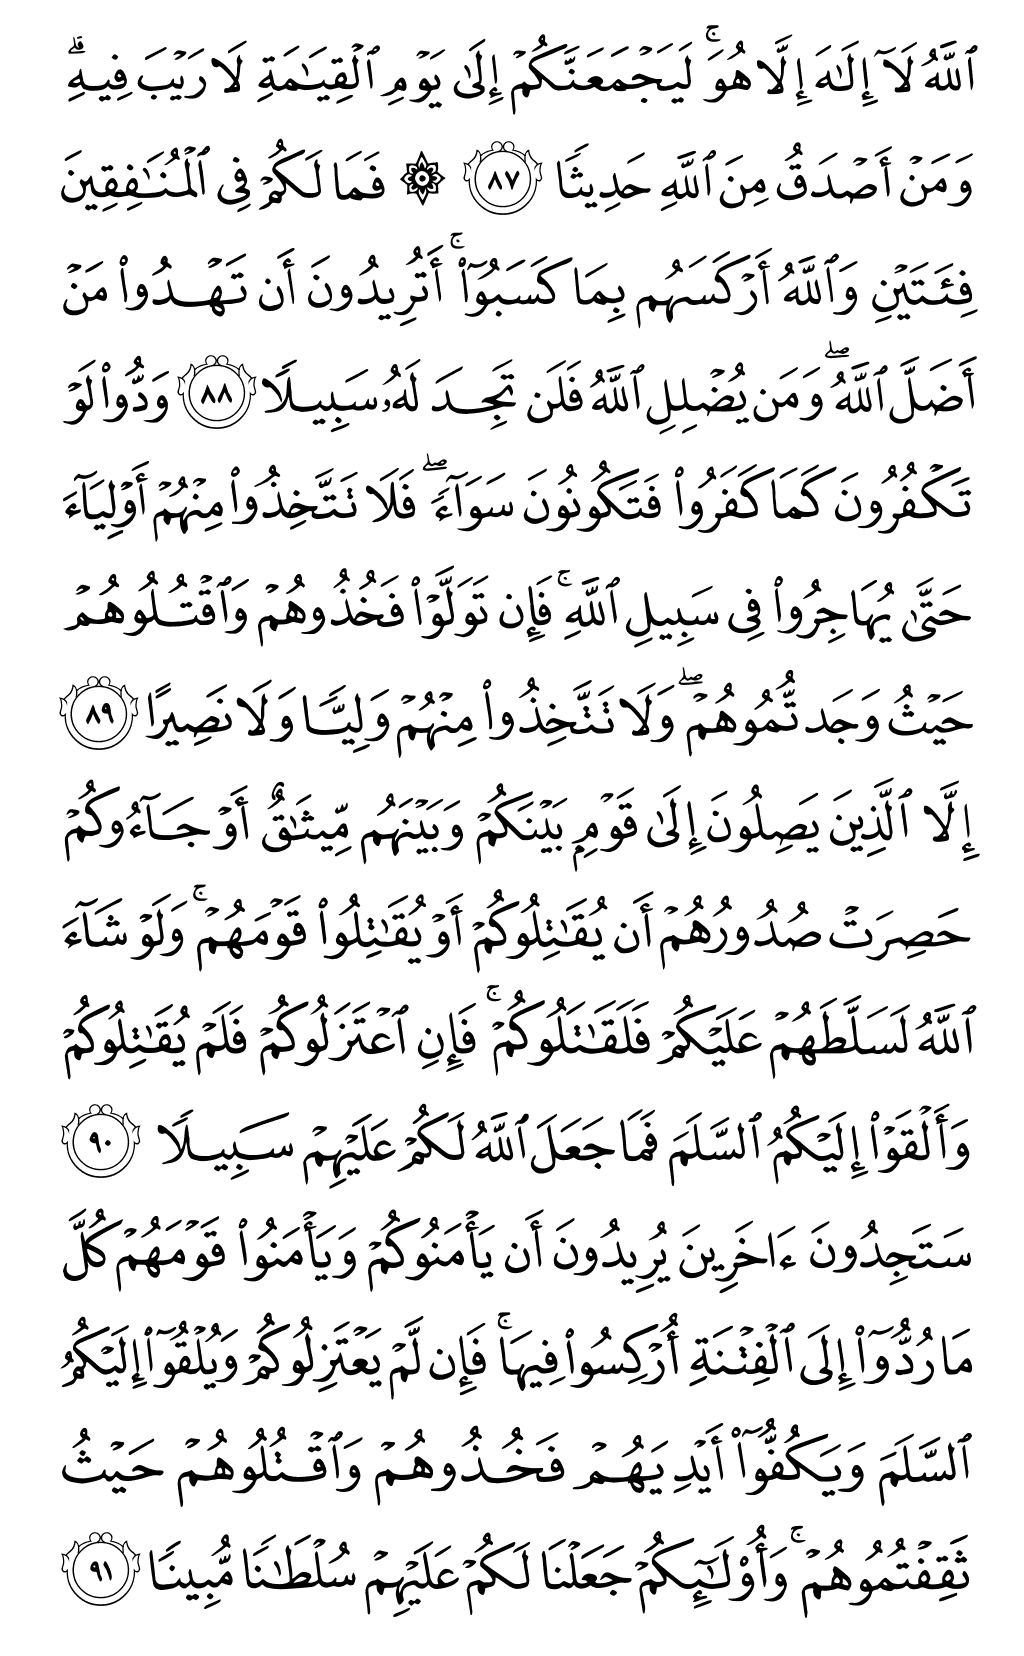 ٱللَّهُ لَآ إِلَـٰهَ إِلَّا هُوَ ۚ لَيَجْمَعَنَّكُمْ إِلَىٰ يَوْمِ ٱلْقِيَـٰمَةِ لَا رَيْبَ فِيهِ ۗ
وَمَنْ أَصْدَقُ مِنَ ٱللَّهِ حَدِيثًا ٨٧ ۞ فَمَا لَكُمْ فِى ٱلْمُنَـٰفِقِينَ
فِئَتَيْنِ وَٱللَّهُ أَرْكَسَهُم بِمَا كَسَبُوٓا۟ ۚ أَتُرِيدُونَ أَن تَهْدُوا۟ مَنْ
أَضَلَّ ٱللَّهُ ۖ وَمَن يُضْلِلِ ٱللَّهُ فَلَن تَجِدَ لَهُۥ سَبِيلًا ٨٨ وَدُّوا۟ لَوْ
تَكْفُرُونَ كَمَا كَفَرُوا۟ فَتَكُونُونَ سَوَآءً ۖ فَلَا تَتَّخِذُوا۟ مِنْهُمْ أَوْلِيَآءَ
حَتَّىٰ يُهَاجِرُوا۟ فِى سَبِيلِ ٱللَّهِ ۚ فَإِن تَوَلَّوْا۟ فَخُذُوهُمْ وَٱقْتُلُوهُمْ
حَيْثُ وَجَدتُّمُوهُمْ ۖ وَلَا تَتَّخِذُوا۟ مِنْهُمْ وَلِيًّا وَلَا نَصِيرًا ٨٩
إِلَّا ٱلَّذِينَ يَصِلُونَ إِلَىٰ قَوْمٍۭ بَيْنَكُمْ وَبَيْنَهُم مِّيثَـٰقٌ أَوْ جَآءُوكُمْ
حَصِرَتْ صُدُورُهُمْ أَن يُقَـٰتِلُوكُمْ أَوْ يُقَـٰتِلُوا۟ قَوْمَهُمْ ۚ وَلَوْ شَآءَ
ٱللَّهُ لَسَلَّطَهُمْ عَلَيْكُمْ فَلَقَـٰتَلُوكُمْ ۚ فَإِنِ ٱعْتَزَلُوكُمْ فَلَمْ يُقَـٰتِلُوكُمْ
وَأَلْقَوْا۟ إِلَيْكُمُ ٱلسَّلَمَ فَمَا جَعَلَ ٱللَّهُ لَكُمْ عَلَيْهِمْ سَبِيلًا ٩٠
سَتَجِدُونَ ءَاخَرِينَ يُرِيدُونَ أَن يَأْمَنُوكُمْ وَيَأْمَنُوا۟ قَوْمَهُمْ كُلَّ
مَا رُدُّوٓا۟ إِلَى ٱلْفِتْنَةِ أُرْكِسُوا۟ فِيهَا ۚ فَإِن لَّمْ يَعْتَزِلُوكُمْ وَيُلْقُوٓا۟ إِلَيْكُمُ
ٱلسَّلَمَ وَيَكُفُّوٓا۟ أَيْدِيَهُمْ فَخُذُوهُمْ وَٱقْتُلُوهُمْ حَيْثُ
ثَقِفْتُمُوهُمْ ۚ وَأُو۟لَـٰٓئِكُمْ جَعَلْنَا لَكُمْ عَلَيْهِمْ سُلْطَـٰنًا مُّبِينًا ٩١